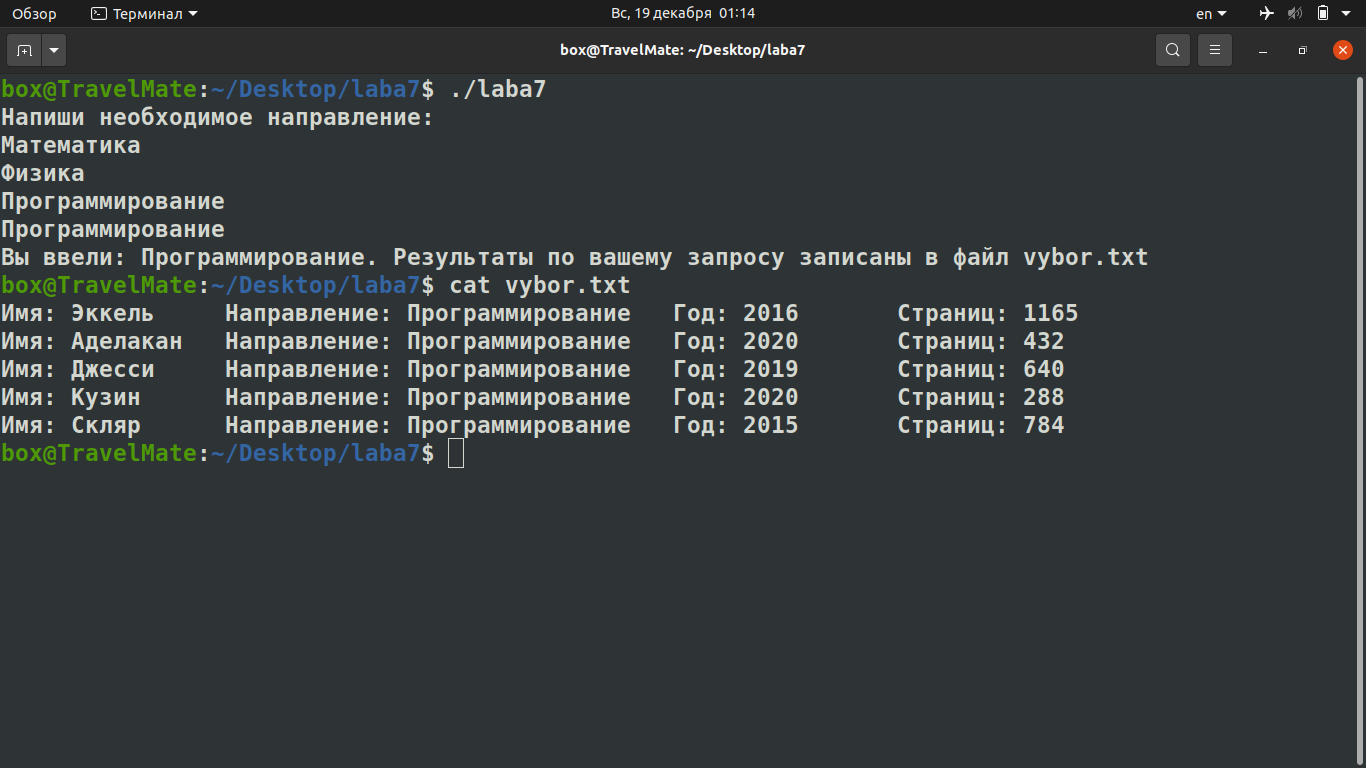 Обзор Терминал Вс, 19 декабря 01:14 en
box@TravelMate: ~/Desktop/laba7
box@TravelMate:~/Desktop/laba7$ ./laba7
Напиши необходимое направление:
Математика
Физика
Программирование
Программирование
Вы ввели: Программирование. Результаты по вашему запросу записаны в файл vybor.txt
box@TravelMate:~/Desktop/laba7$ cat vybor.txt
Имя: Эккель Направление: Программирование Год: 2016 Страниц: 1165
Имя: Аделакан Направление: Программирование Год: 2020 Страниц: 432
Имя: Джесси Направление: Программирование Год: 2019 Страниц: 640
Имя: Кузин Направление: Программирование Год: 2020 Страниц: 288
Имя: Скляр Направление: Программирование Год: 2015 Страниц: 784
box@TravelMate:~/Desktop/laba7$